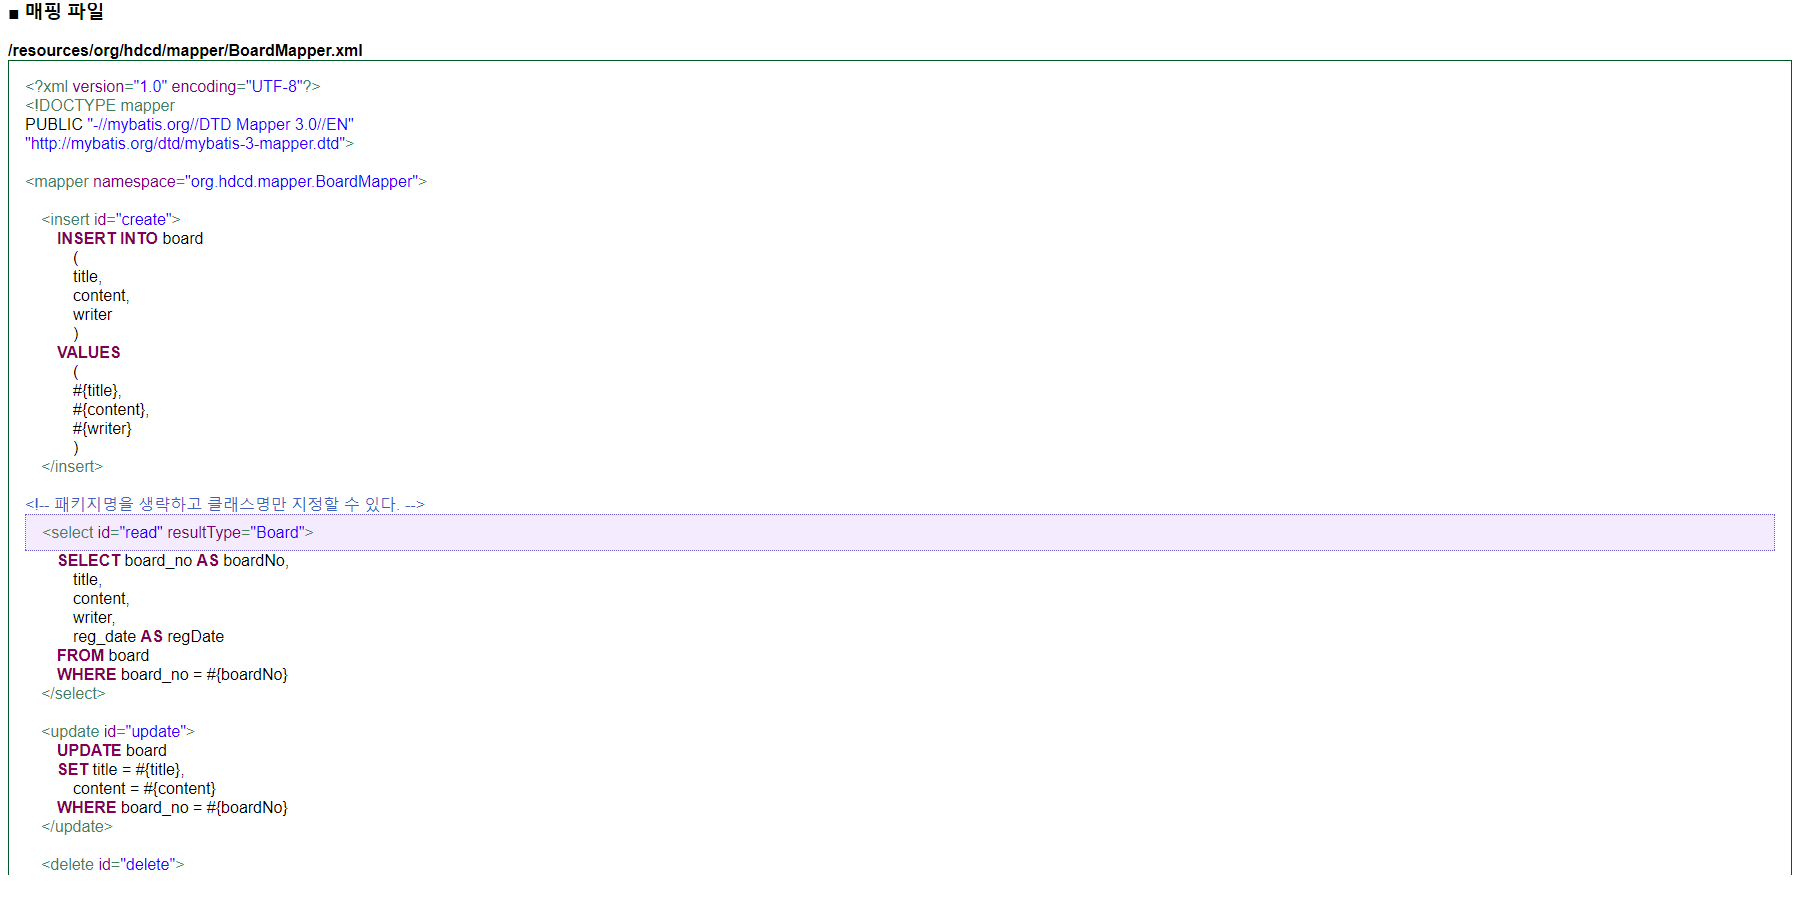 ■ 매핑 파일
/resources/org/hdcd/mapper/BoardMapper.xml
<?xml version="1.0" encoding="UTF-8"?>
<!DOCTYPE mapper
PUBLIC "-//mybatis.org//DTD Mapper 3.0//EN"
"http://mybatis.org/dtd/mybatis-3-mapper.dtd">
<mapper namespace="org.hdcd.mapper.BoardMapper">
<insert id="create">
INSERT INTO board
(
title,
content,
writer
)
VALUES
(
#{title},
#{content},
#{writer}
)
</insert>
<!-- 패키지명을 생략하고 클래스명만 지정할 수 있다. -->
<select id="read" resultType="Board">
SELECT board_no AS boardNo,
title,
content,
writer,
reg_date AS regDate
FROM board
WHERE board_no = #{boardNo}
</select>
<update id="update">
UPDATE board
SET title = #{title},
content = #{content}
WHERE board_no = #{boardNo}
</update>
<delete id="delete">